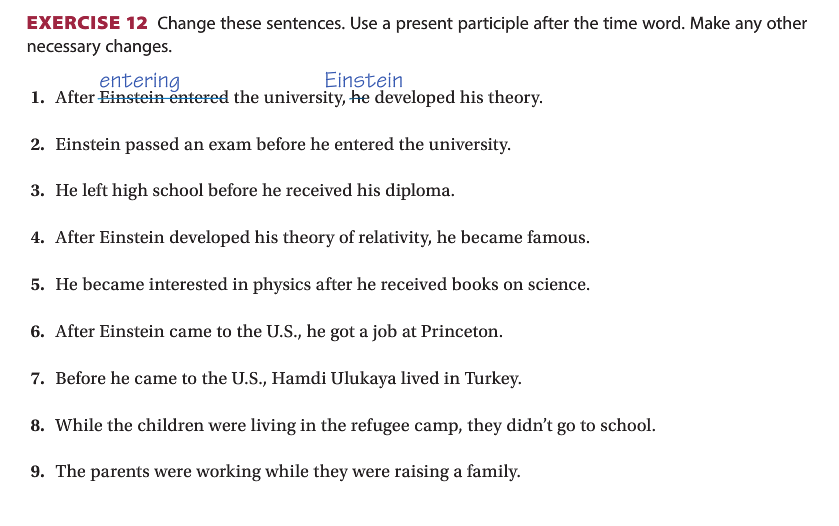 EXERCISE 12 Change these sentences. Use a present participle after the time word. Make any other
necessary changes.
entering Einstein
1. After Einstein entered the university, he developed his theory.
2. Einstein passed an exam before he entered the university.
3. He left high school before he received his diploma.
4. After Einstein developed his theory of relativity, he became famous.
5. He became interested in physics after he received books on science.
6. After Einstein came to the U.S., he got a job at Princeton.
7. Before he came to the U.S., Hamdi Ulukaya lived in Turkey.
8. While the children were living in the refugee camp, they didn’t go to school.
9. The parents were working while they were raising a family.